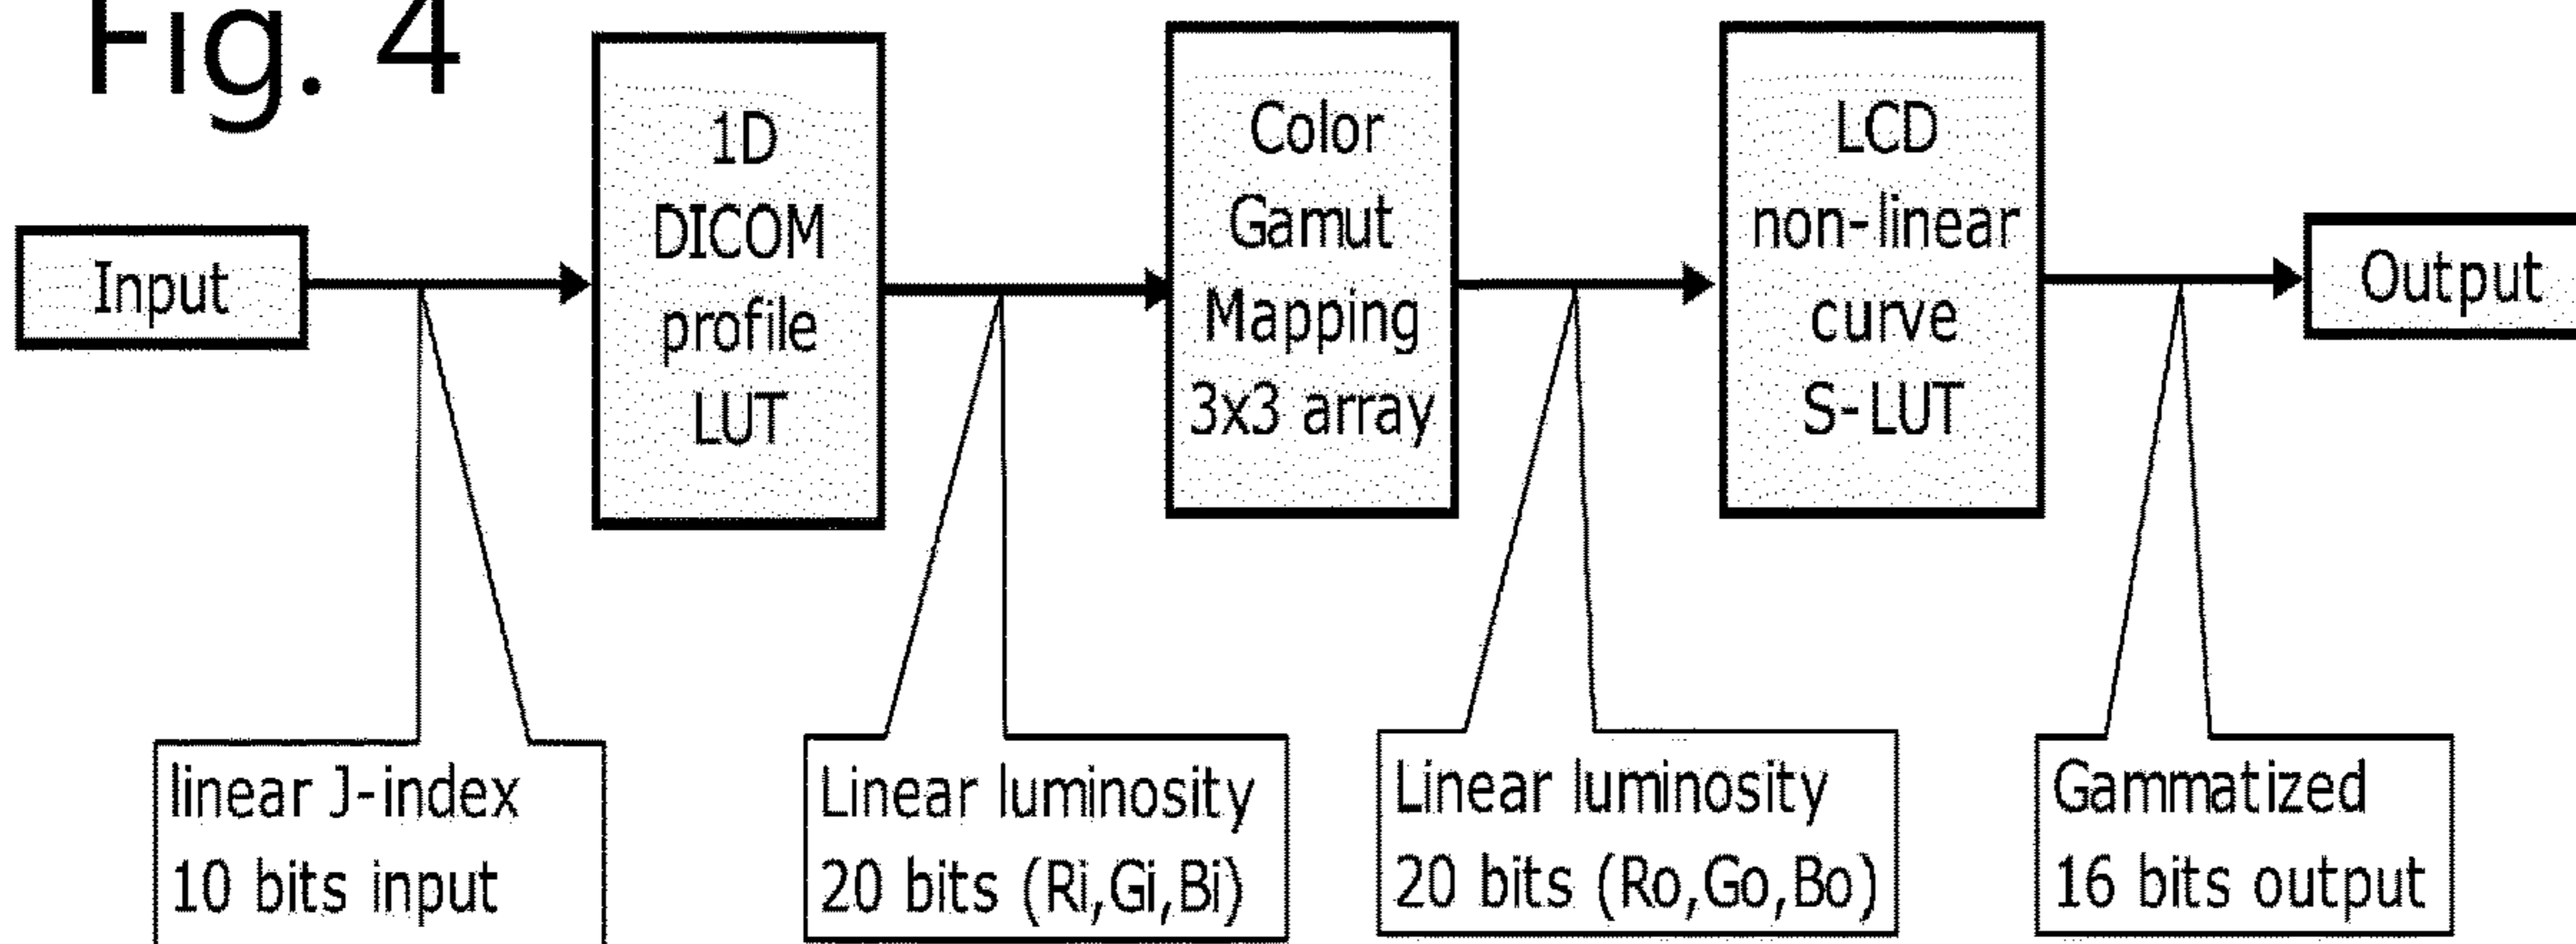 Fig. 4
Input
1D
DICOM
profile
LUT
Color
Gamut
Mapping
3x3 array
LCD
non-linear
curve
S-LUT
Output
linear J-index
10 bits input
Linear luminosity
20 bits (Ri,Gi,Bi)
Linear luminosity
20 bits (Ro,Go,Bo)
Gammatized
16 bits output